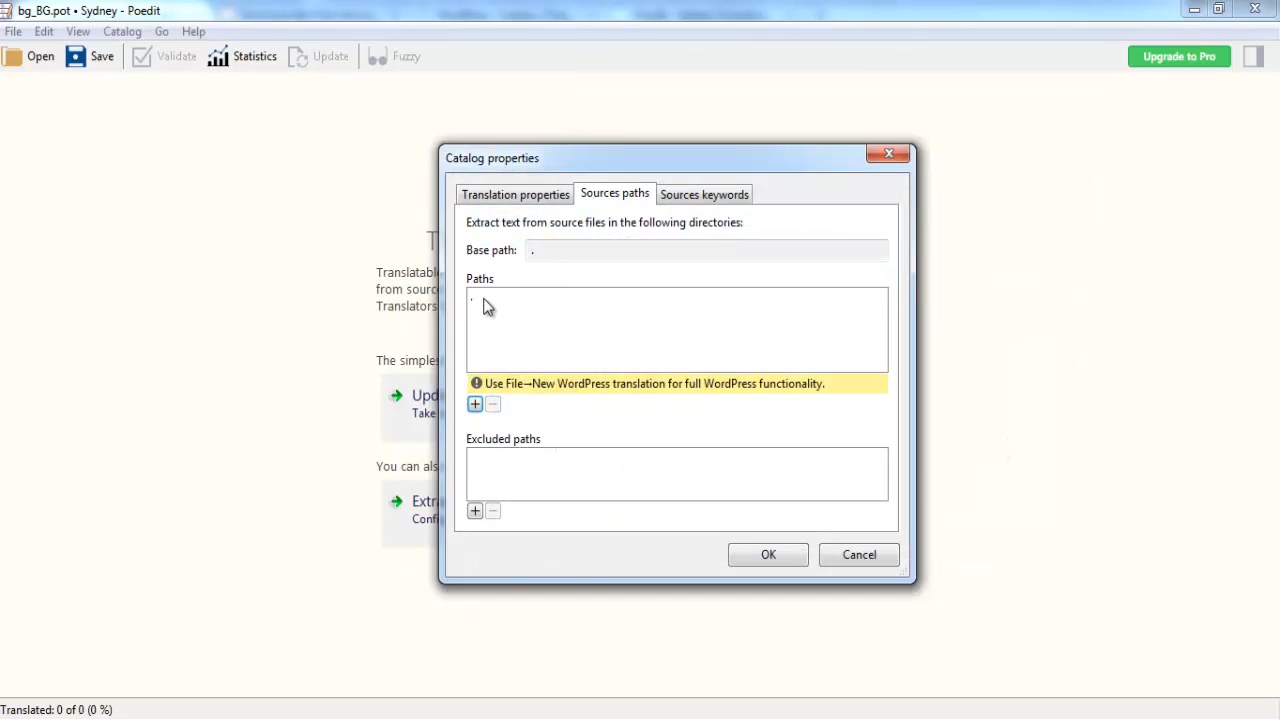 bg_BG.pot • Sydney - Poedit
File Edit View Catalog Go Help
Open Save Validate Statistics Update Fuzzy Upgrade to Pro
Catalog properties
Translation properties Sources paths Sources keywords
Extract text from source files in the following directories:
Base path: .
Paths
.
Use File→New WordPress translation for full WordPress functionality.
Excluded paths
OK Cancel
T
Translatabl
from sourc
Translators
The simples
Upd
Take
You can als
Extr
Confi
Translated: 0 of 0 (0 %)